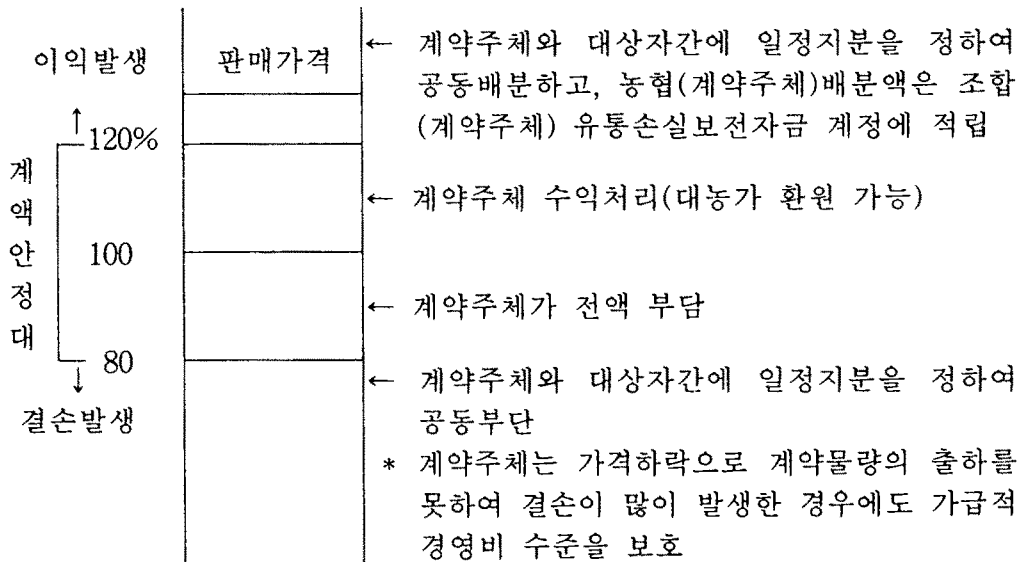 이익발생
판매가격
← 계약주체와 대상자간에 일정지분을 정하여
공동배분하고, 농협(계약주체)배분액은 조합
(계약주체) 유통손실보전자금 계정에 적립
↑
120%
계액안정대
← 계약주체 수익처리(대농가 환원 가능)
100
← 계약주체가 전액 부담
80
↓
결손발생
← 계약주체와 대상자간에 일정지분을 정하여
공동부단
* 계약주체는 가격하락으로 계약물량의 출하를
못하여 결손이 많이 발생한 경우에도 가급적
경영비 수준을 보호